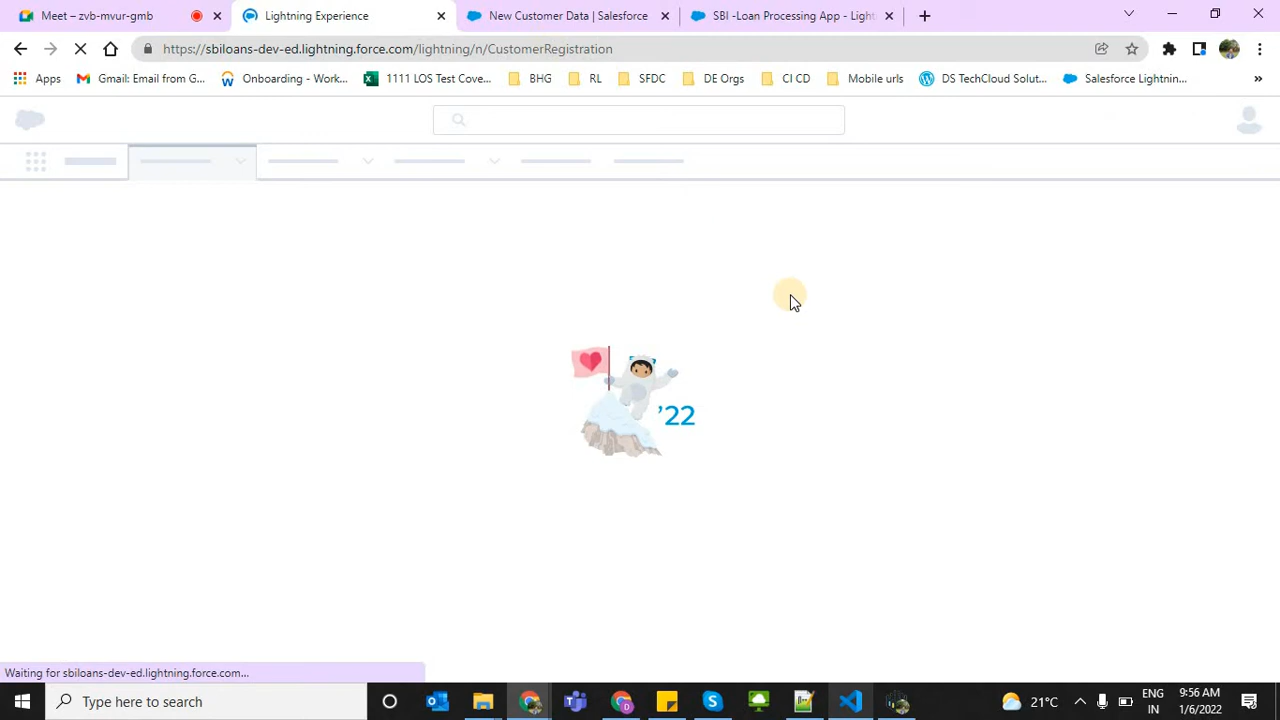 Meet – zvb-mvur-gmb
Lightning Experience
New Customer Data | Salesforce
SBI -Loan Processing App - Light
https://sbiloans-dev-ed.lightning.force.com/lightning/n/CustomerRegistration
Apps
Gmail: Email from G...
Onboarding - Work...
1111 LOS Test Cove...
BHG
RL
SFDC
DE Orgs
CI CD
Mobile urls
DS TechCloud Solut...
Salesforce Lightnin...
»
'22
Waiting for sbiloans-dev-ed.lightning.force.com...
Type here to search
21°C
ENG
IN
9:56 AM
1/6/2022